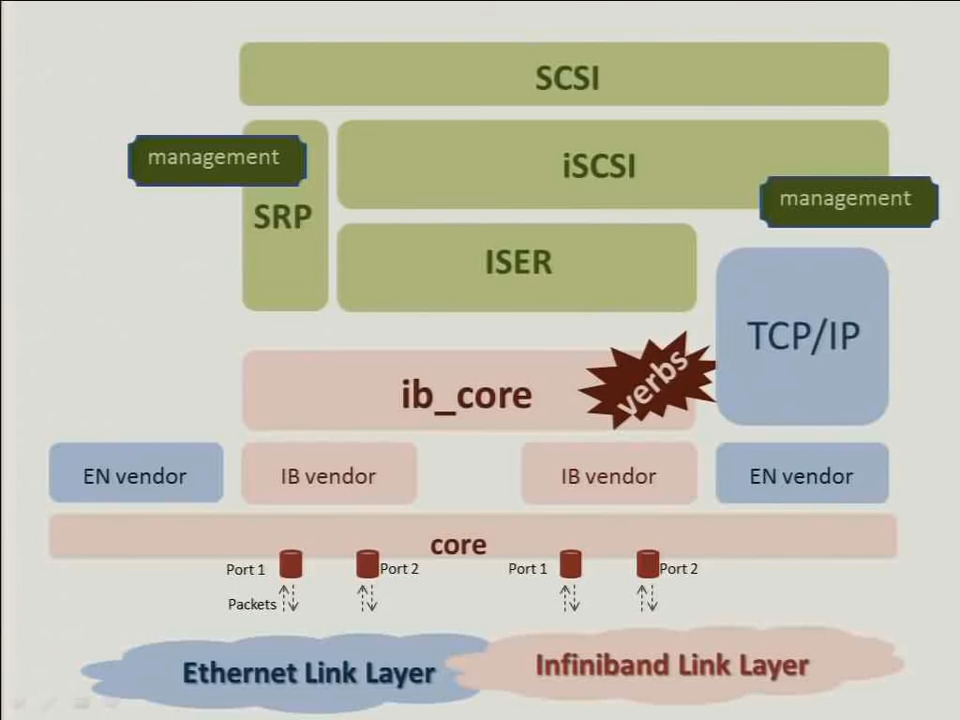 SCSI
management
iSCSI
management
SRP
ISER
TCP/IP
ib_core
verbs
EN vendor
IB vendor
IB vendor
EN vendor
core
Port 1
Port 2
Port 1
Port 2
Packets
Ethernet Link Layer
Infiniband Link Layer